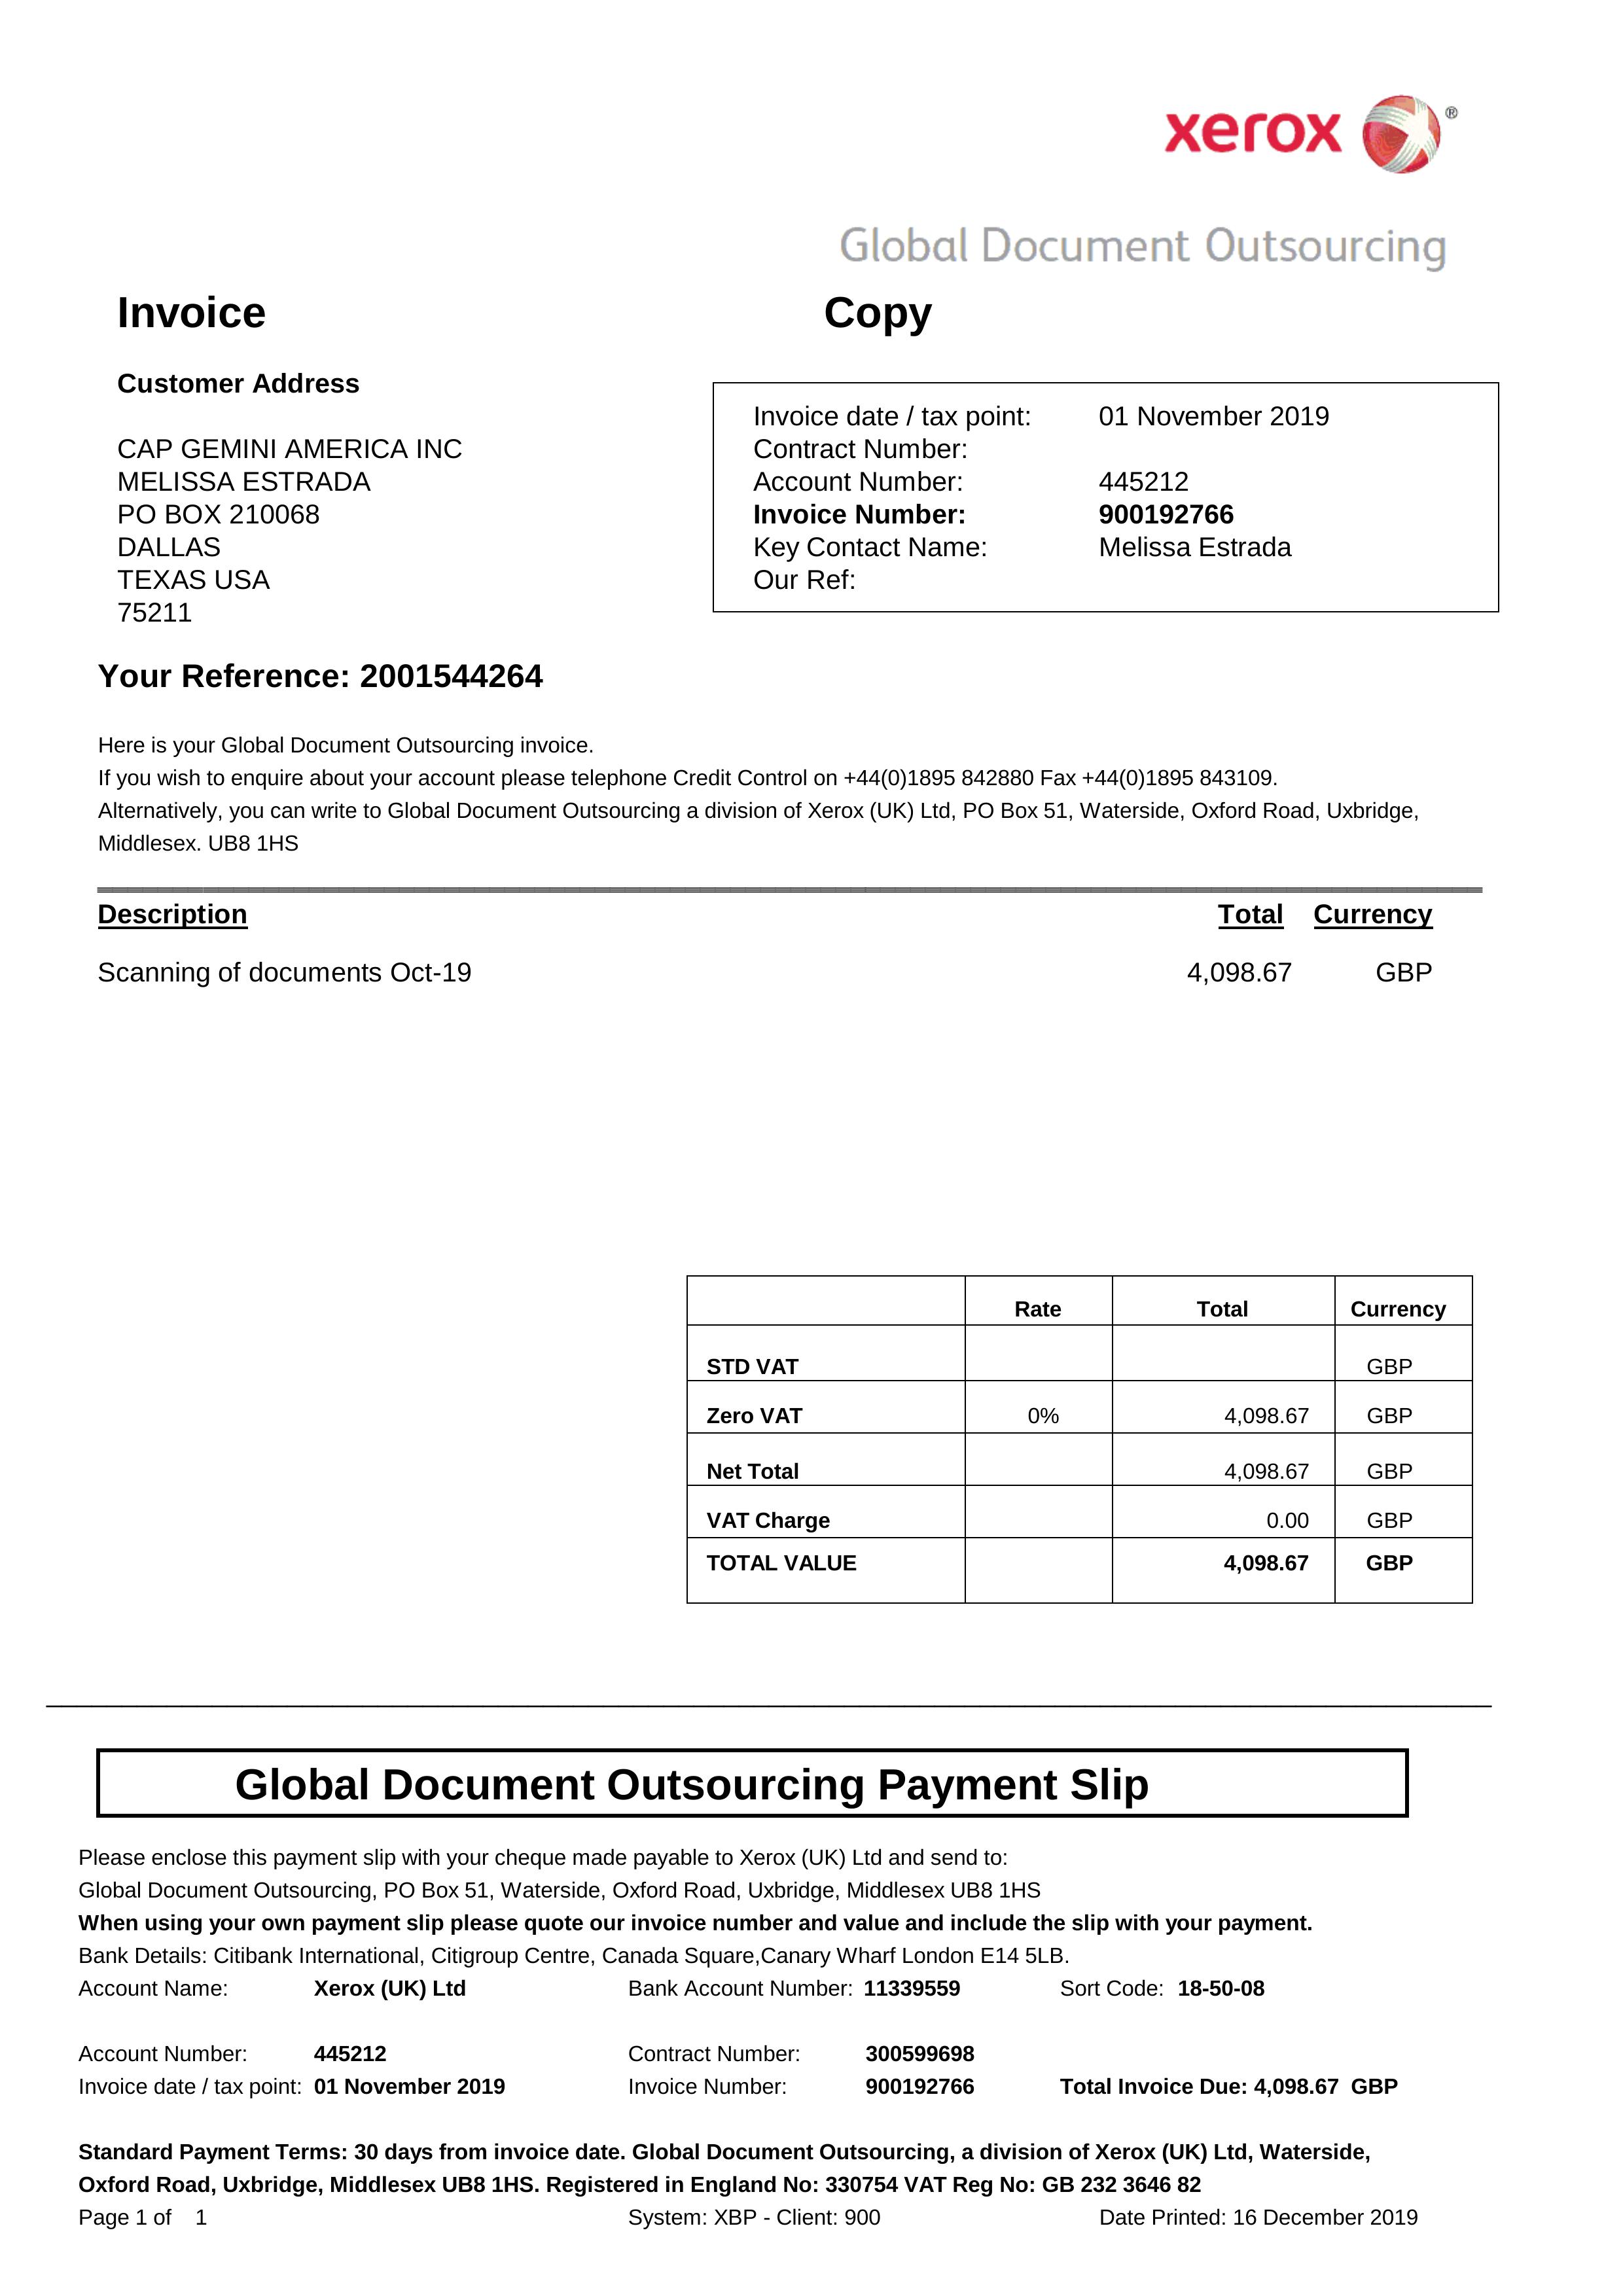 xerox ®
Global Document Outsourcing
Invoice Copy
Customer Address
CAP GEMINI AMERICA INC
MELISSA ESTRADA
PO BOX 210068
DALLAS
TEXAS USA
75211
Invoice date / tax point: 01 November 2019
Contract Number:
Account Number: 445212
Invoice Number: 900192766
Key Contact Name: Melissa Estrada
Our Ref:
Your Reference: 2001544264
Here is your Global Document Outsourcing invoice.
If you wish to enquire about your account please telephone Credit Control on +44(0)1895 842880 Fax +44(0)1895 843109.
Alternatively, you can write to Global Document Outsourcing a division of Xerox (UK) Ltd, PO Box 51, Waterside, Oxford Road, Uxbridge,
Middlesex. UB8 1HS
Description Total Currency
Scanning of documents Oct-19 4,098.67 GBP
Rate Total Currency
STD VAT GBP
Zero VAT 0% 4,098.67 GBP
Net Total 4,098.67 GBP
VAT Charge 0.00 GBP
TOTAL VALUE 4,098.67 GBP
Global Document Outsourcing Payment Slip
Please enclose this payment slip with your cheque made payable to Xerox (UK) Ltd and send to:
Global Document Outsourcing, PO Box 51, Waterside, Oxford Road, Uxbridge, Middlesex UB8 1HS
When using your own payment slip please quote our invoice number and value and include the slip with your payment.
Bank Details: Citibank International, Citigroup Centre, Canada Square,Canary Wharf London E14 5LB.
Account Name: Xerox (UK) Ltd Bank Account Number: 11339559 Sort Code: 18-50-08
Account Number: 445212 Contract Number: 300599698
Invoice date / tax point: 01 November 2019 Invoice Number: 900192766 Total Invoice Due: 4,098.67 GBP
Standard Payment Terms: 30 days from invoice date. Global Document Outsourcing, a division of Xerox (UK) Ltd, Waterside,
Oxford Road, Uxbridge, Middlesex UB8 1HS. Registered in England No: 330754 VAT Reg No: GB 232 3646 82
Page 1 of 1 System: XBP - Client: 900 Date Printed: 16 December 2019